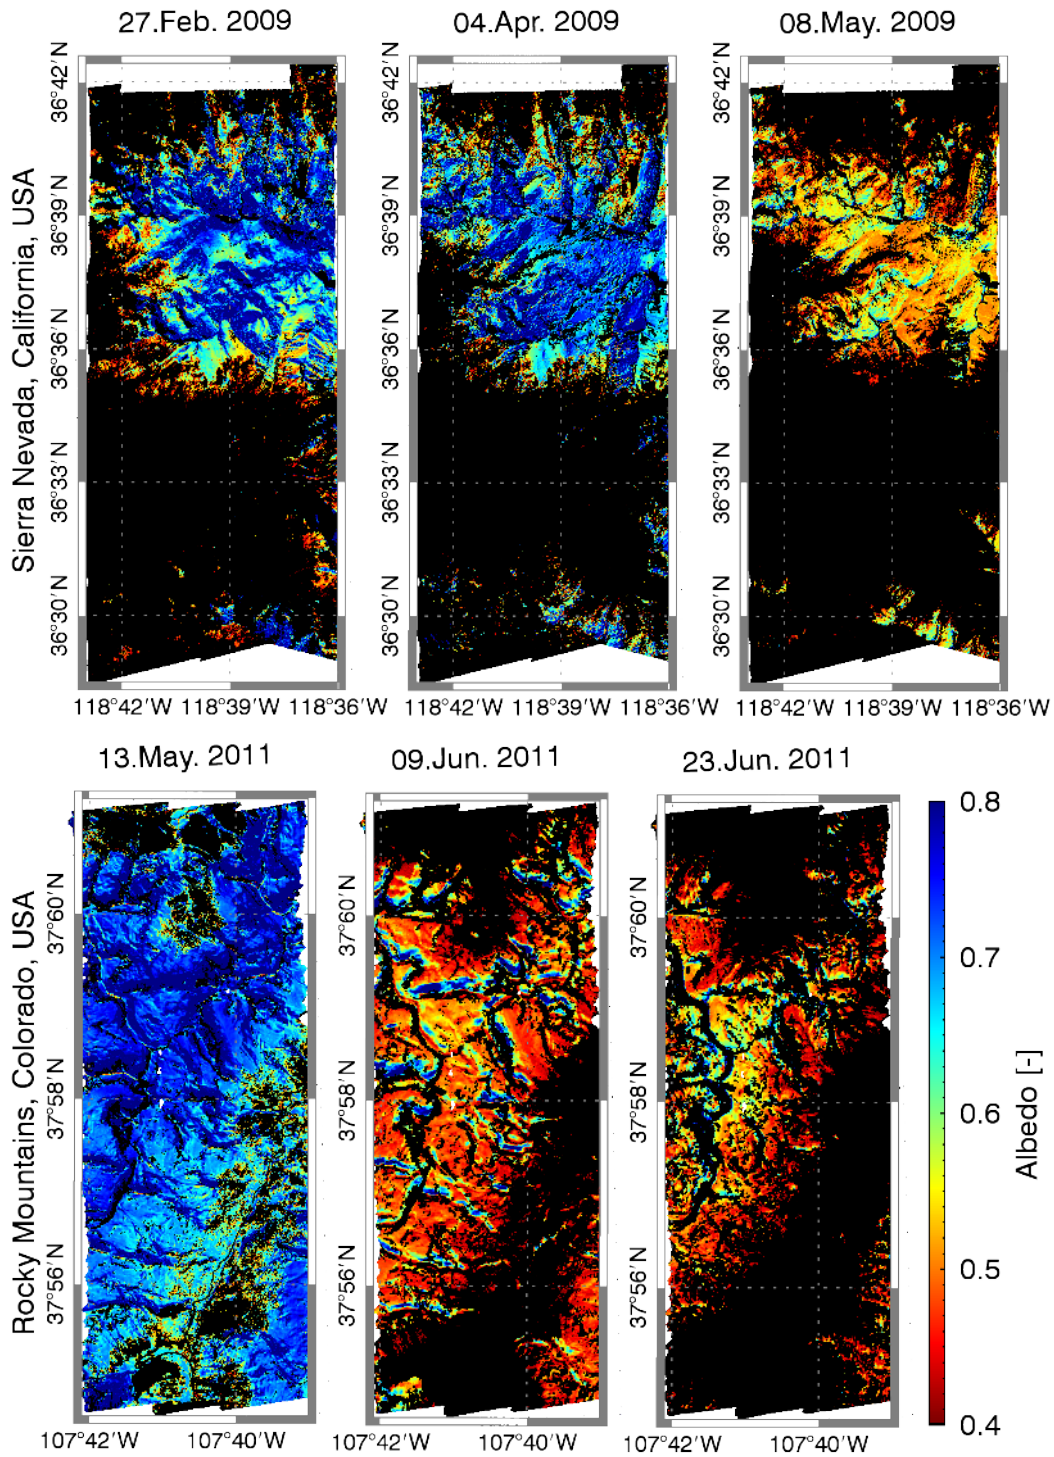 27.Feb. 2009
04.Apr. 2009
08.May. 2009
Sierra Nevada, California, USA
36°42′N
36°39′N
36°36′N
36°33′N
36°30′N
36°42′N
36°39′N
36°36′N
36°33′N
36°30′N
36°42′N
36°39′N
36°36′N
36°33′N
36°30′N
118°42′W 118°39′W 118°36′W
118°42′W 118°39′W 118°36′W
118°42′W 118°39′W 118°36′W
13.May. 2011
09.Jun. 2011
23.Jun. 2011
Rocky Mountains, Colorado, USA
37°60′N
37°58′N
37°56′N
37°60′N
37°58′N
37°56′N
37°60′N
37°58′N
37°56′N
107°42′W 107°40′W
107°42′W 107°40′W
107°42′W 107°40′W
0.8
0.7
0.6
0.5
0.4
Albedo [-]